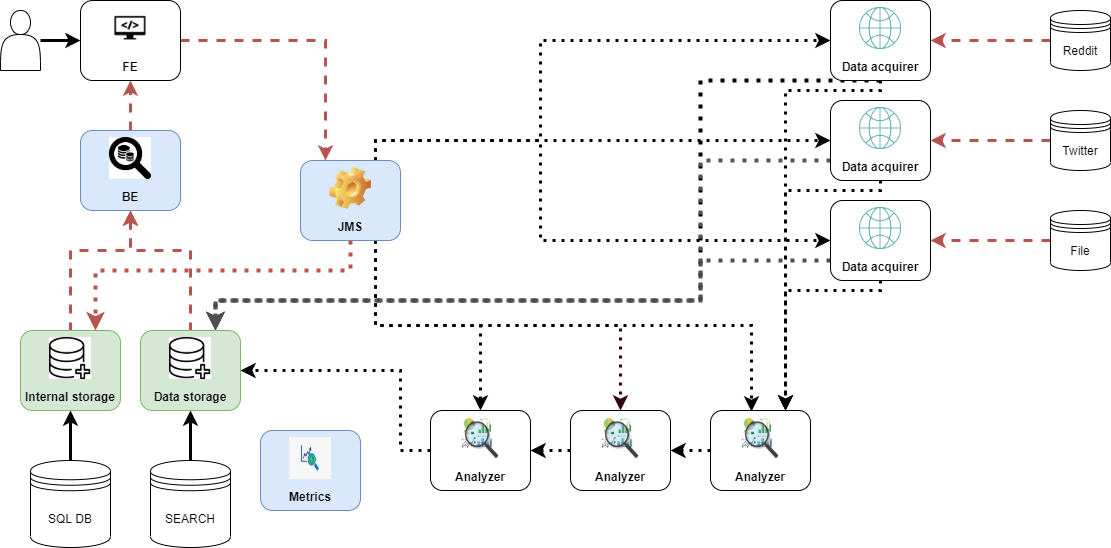 FE
Data acquirer
Reddit
BE
Data acquirer
Twitter
JMS
Data acquirer
File
Internal storage
Data storage
Analyzer
Analyzer
Analyzer
SQL DB
SEARCH
Metrics